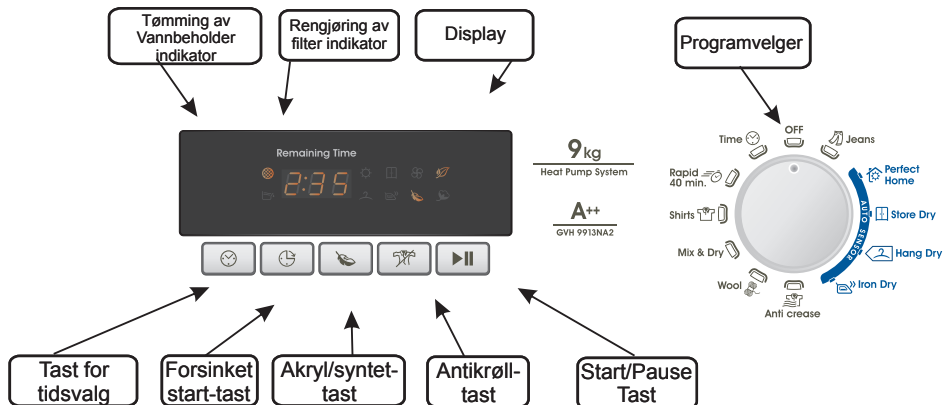 Tømming av
Vannbeholder
indikator
Rengjøring av
filter indikator
Display
Programvelger
Remaining Time
2:35
9kg
Heat Pump System
A++
GVH 9913NA2
OFF
Time
Jeans
Rapid
40 min.
Perfect
Home
Shirts
Store Dry
AUTO SENSOR
Mix & Dry
Hang Dry
Wool
Iron Dry
Anti crease
Tast for
tidsvalg
Forsinket
start-tast
Akryl/syntet-
tast
Antikrøll-
tast
Start/Pause
Tast